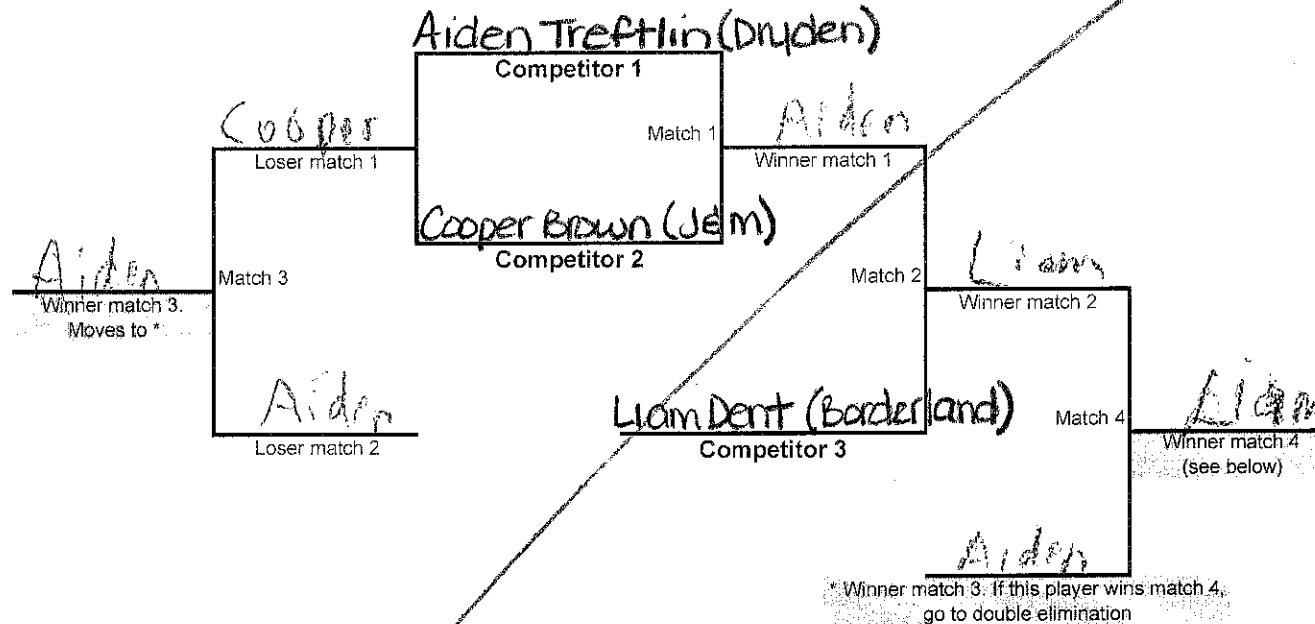 Aiden Treftlin (Dryden)
Competitor 1
Cooper
Loser match 1
Match 1
Aiden
Winner match 1
Cooper Brown (J&M)
Competitor 2
Aiden
Winner match 3.
Moves to *
Match 3
Match 2
Liam
Winner match 2
Aiden
Loser match 2
Liam Dent (Borderland)
Competitor 3
Match 4
Liam
Winner match 4
(see below)
Aiden
* Winner match 3. If this player wins match 4,
go to double elimination